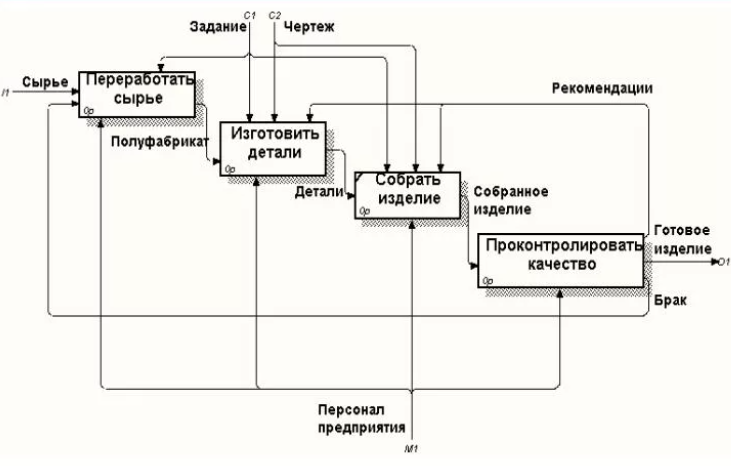 C1
C2
Задание
Чертеж
I1
Сырье
Переработать
сырье
0р
Рекомендации
Полуфабрикат
Изготовить
детали
0р
Детали
Собрать
изделие
0р
Собранное
изделие
Проконтролировать
качество
0р
Готовое
изделие
O1
Брак
Персонал
предприятия
M1